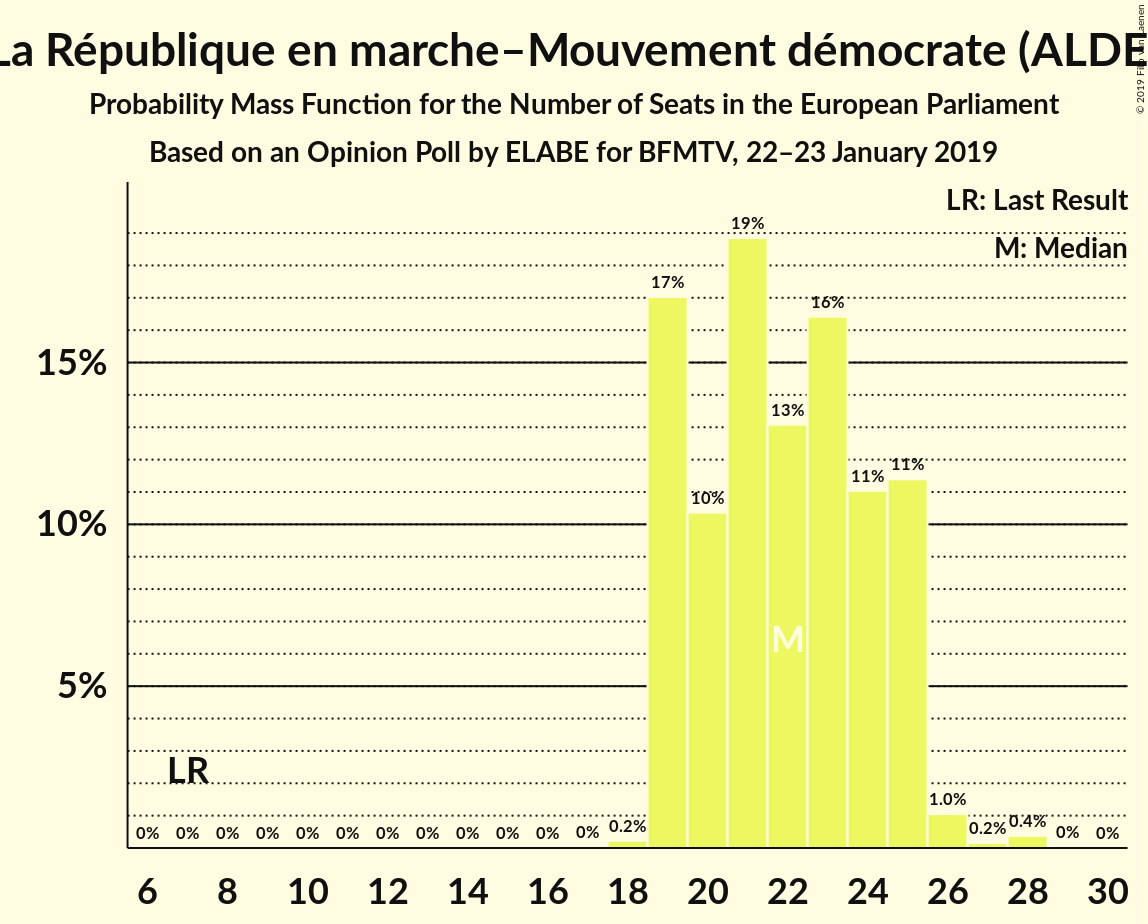 La République en marche–Mouvement démocrate (ALDE
Probability Mass Function for the Number of Seats in the European Parliament
Based on an Opinion Poll by ELABE for BFMTV, 22–23 January 2019
LR: Last Result
M: Median
15%
10%
5%
0% 0% 0% 0% 0% 0% 0% 0% 0% 0% 0% 0% 0.2% 17% 10% 19% 13% 16% 11% 11% 1.0% 0.2% 0.4% 0% 0%
LR
M
6 8 10 12 14 16 18 20 22 24 26 28 30
© 2019